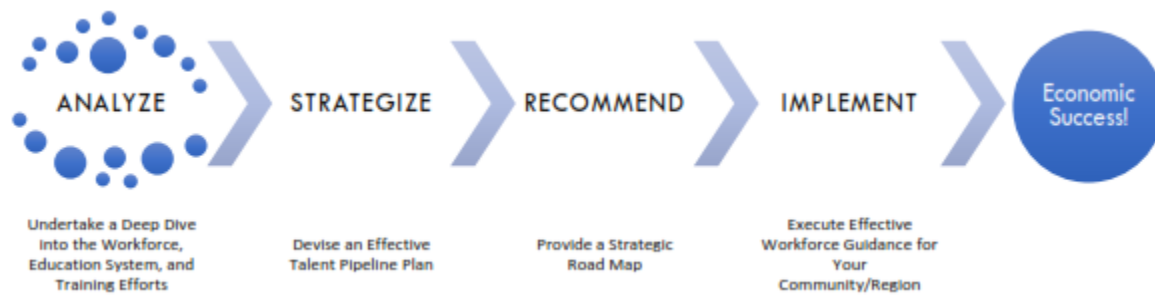 ANALYZE
STRATEGIZE
RECOMMEND
IMPLEMENT
Economic
Success!
Undertake a Deep Dive
into the Workforce,
Education System, and
Training Efforts
Devise an Effective
Talent Pipeline Plan
Provide a Strategic
Road Map
Execute Effective
Workforce Guidance for
Your
Community/Region